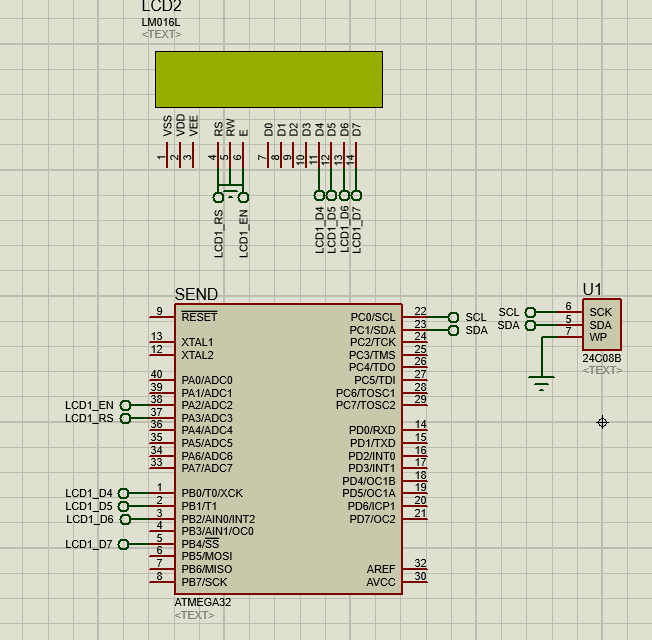 LCD2
LM016L
<TEXT>
VSS VDD VEE RS RW E D0 D1 D2 D3 D4 D5 D6 D7
1 2 3 4 5 6 7 8 9 10 11 12 13 14
LCD1_RS LCD1_EN LCD1_D4 LCD1_D5 LCD1_D6 LCD1_D7
SEND
9 RESET PC0/SCL 22 SCL
PC1/SDA 23 SDA
13 XTAL1 PC2/TCK 24
12 XTAL2 PC3/TMS 25
PC4/TDO 26
40 PA0/ADC0 PC5/TDI 27
39 PA1/ADC1 PC6/TOSC1 28
LCD1_EN 38 PA2/ADC2 PC7/TOSC2 29
LCD1_RS 37 PA3/ADC3
36 PA4/ADC4 PD0/RXD 14
35 PA5/ADC5 PD1/TXD 15
34 PA6/ADC6 PD2/INT0 16
33 PA7/ADC7 PD3/INT1 17
PD4/OC1B 18
LCD1_D4 1 PB0/T0/XCK PD5/OC1A 19
LCD1_D5 2 PB1/T1 PD6/ICP1 20
LCD1_D6 3 PB2/AIN0/INT2 PD7/OC2 21
4 PB3/AIN1/OC0
LCD1_D7 5 PB4/SS
6 PB5/MOSI
7 PB6/MISO AREF 32
8 PB7/SCK AVCC 30
ATMEGA32
<TEXT>
U1
SCL 6 SCK
SDA 5 SDA
7 WP
24C08B
<TEXT>